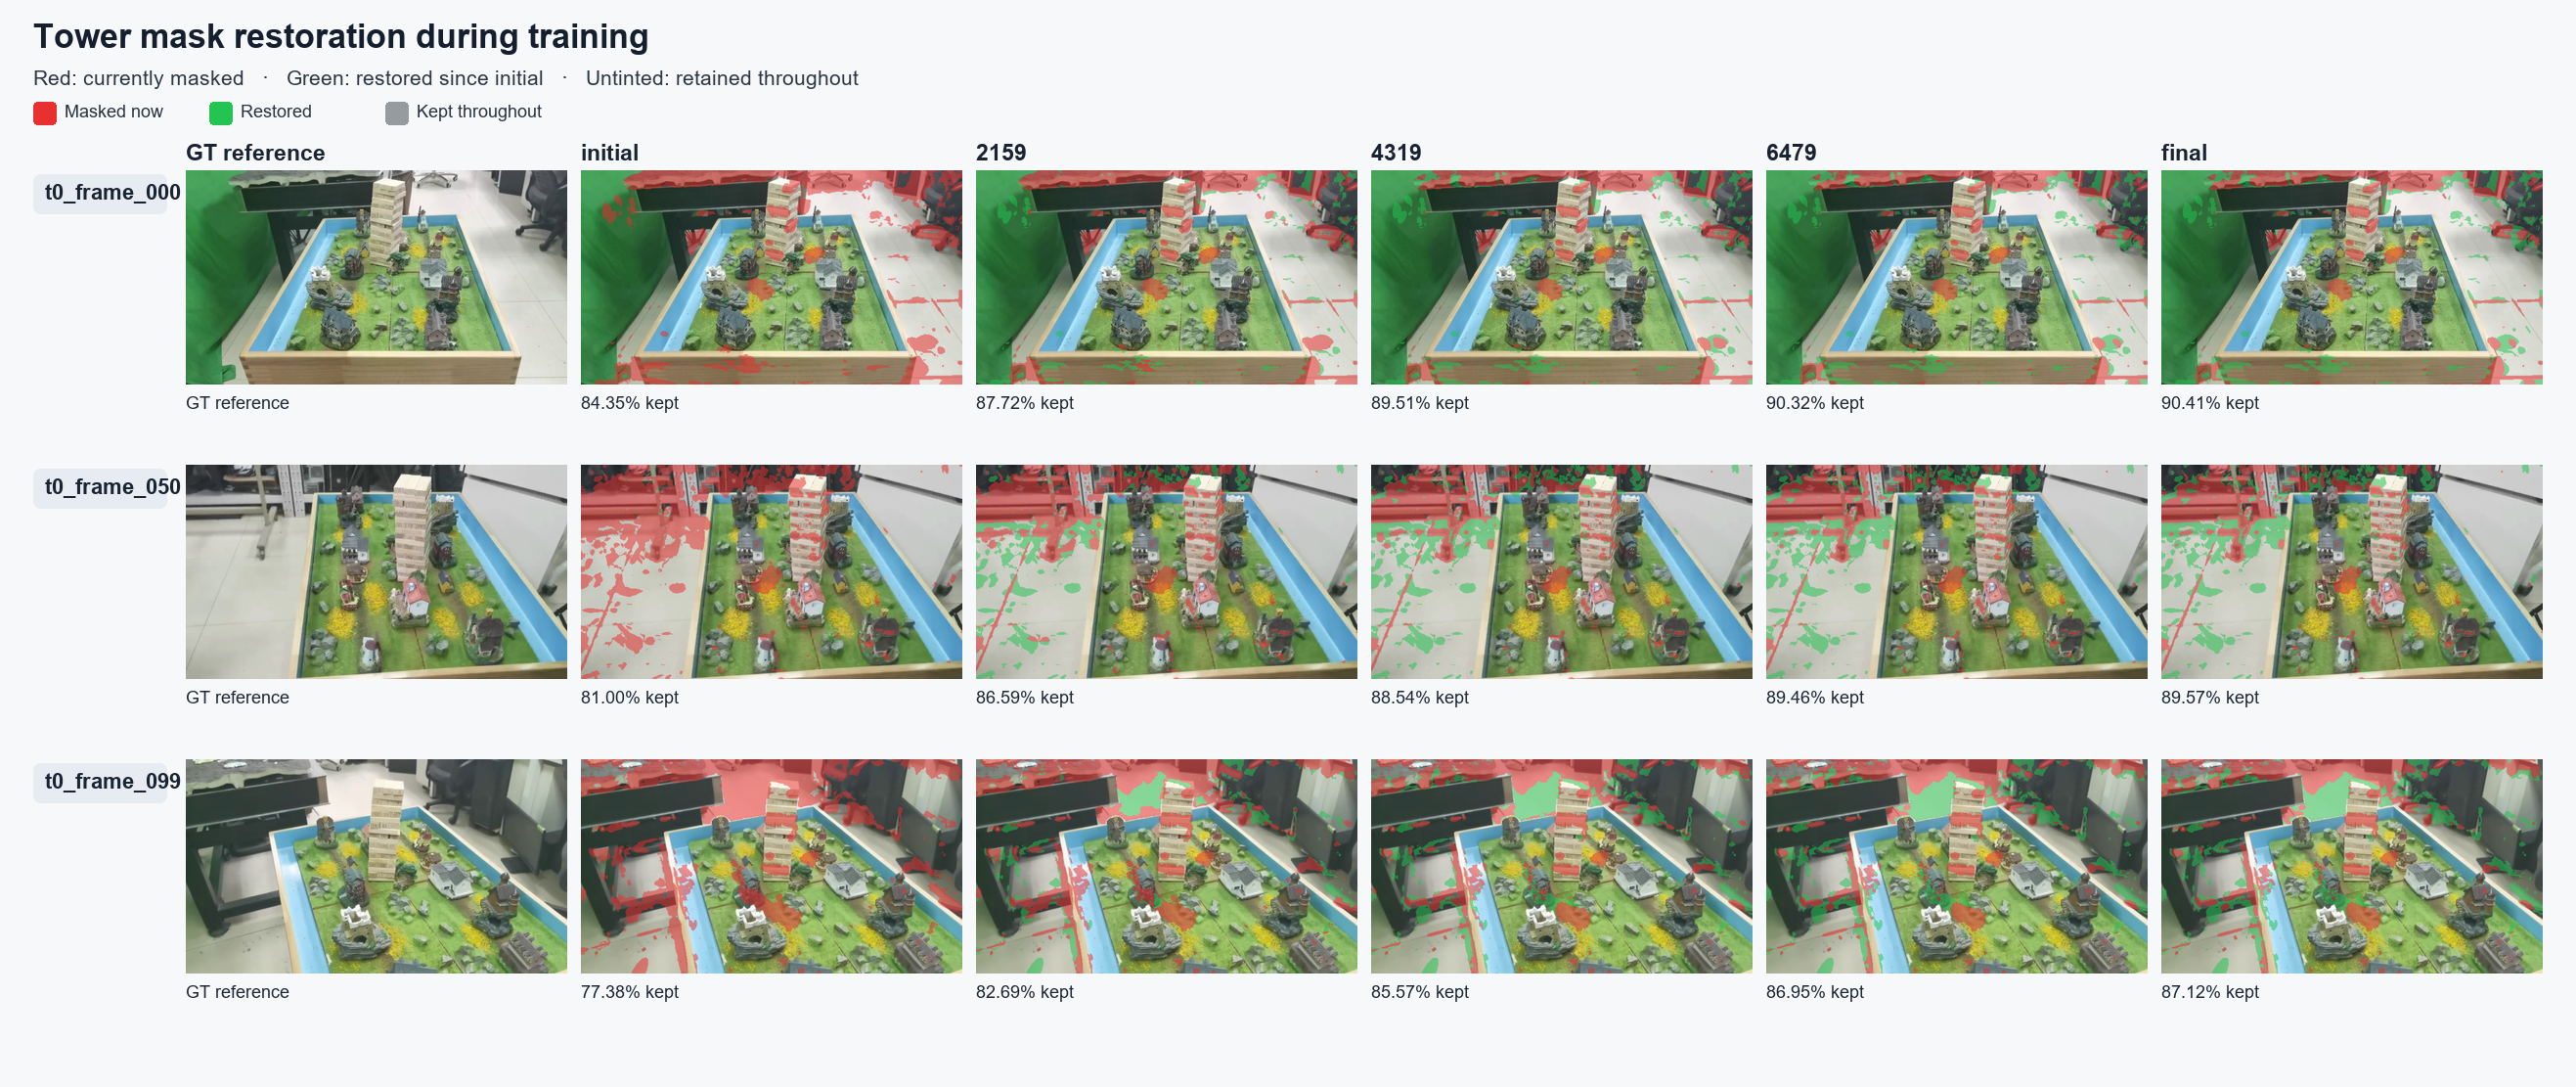 Tower mask restoration during training
Red: currently masked · Green: restored since initial · Untinted: retained throughout
Masked now Restored Kept throughout
GT reference initial 2159 4319 6479 final
t0_frame_000
GT reference 84.35% kept 87.72% kept 89.51% kept 90.32% kept 90.41% kept
t0_frame_050
GT reference 81.00% kept 86.59% kept 88.54% kept 89.46% kept 89.57% kept
t0_frame_099
GT reference 77.38% kept 82.69% kept 85.57% kept 86.95% kept 87.12% kept